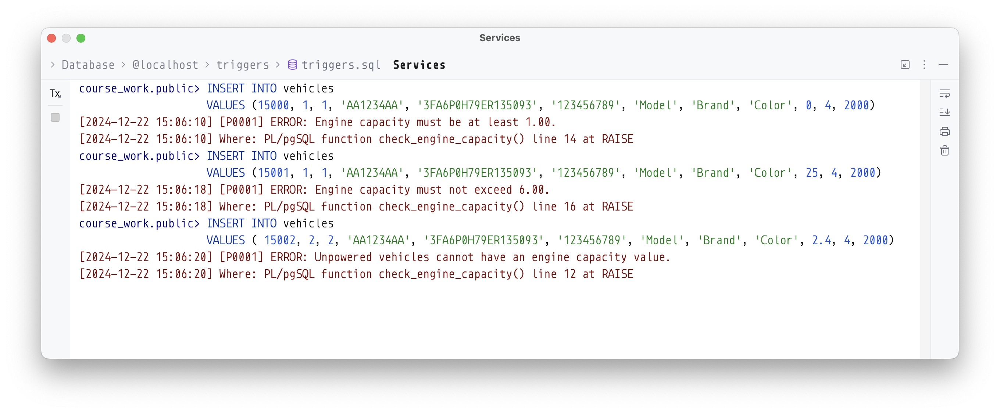 Services
Database > @localhost > triggers > triggers.sql Services
Tx
course_work.public> INSERT INTO vehicles
VALUES (15000, 1, 1, 'AA1234AA', '3FA6P0H79ER135093', '123456789', 'Model', 'Brand', 'Color', 0, 4, 2000)
[2024-12-22 15:06:10] [P0001] ERROR: Engine capacity must be at least 1.00.
[2024-12-22 15:06:10] Where: PL/pgSQL function check_engine_capacity() line 14 at RAISE
course_work.public> INSERT INTO vehicles
VALUES (15001, 1, 1, 'AA1234AA', '3FA6P0H79ER135093', '123456789', 'Model', 'Brand', 'Color', 25, 4, 2000)
[2024-12-22 15:06:18] [P0001] ERROR: Engine capacity must not exceed 6.00.
[2024-12-22 15:06:18] Where: PL/pgSQL function check_engine_capacity() line 16 at RAISE
course_work.public> INSERT INTO vehicles
VALUES ( 15002, 2, 2, 'AA1234AA', '3FA6P0H79ER135093', '123456789', 'Model', 'Brand', 'Color', 2.4, 4, 2000)
[2024-12-22 15:06:20] [P0001] ERROR: Unpowered vehicles cannot have an engine capacity value.
[2024-12-22 15:06:20] Where: PL/pgSQL function check_engine_capacity() line 12 at RAISE